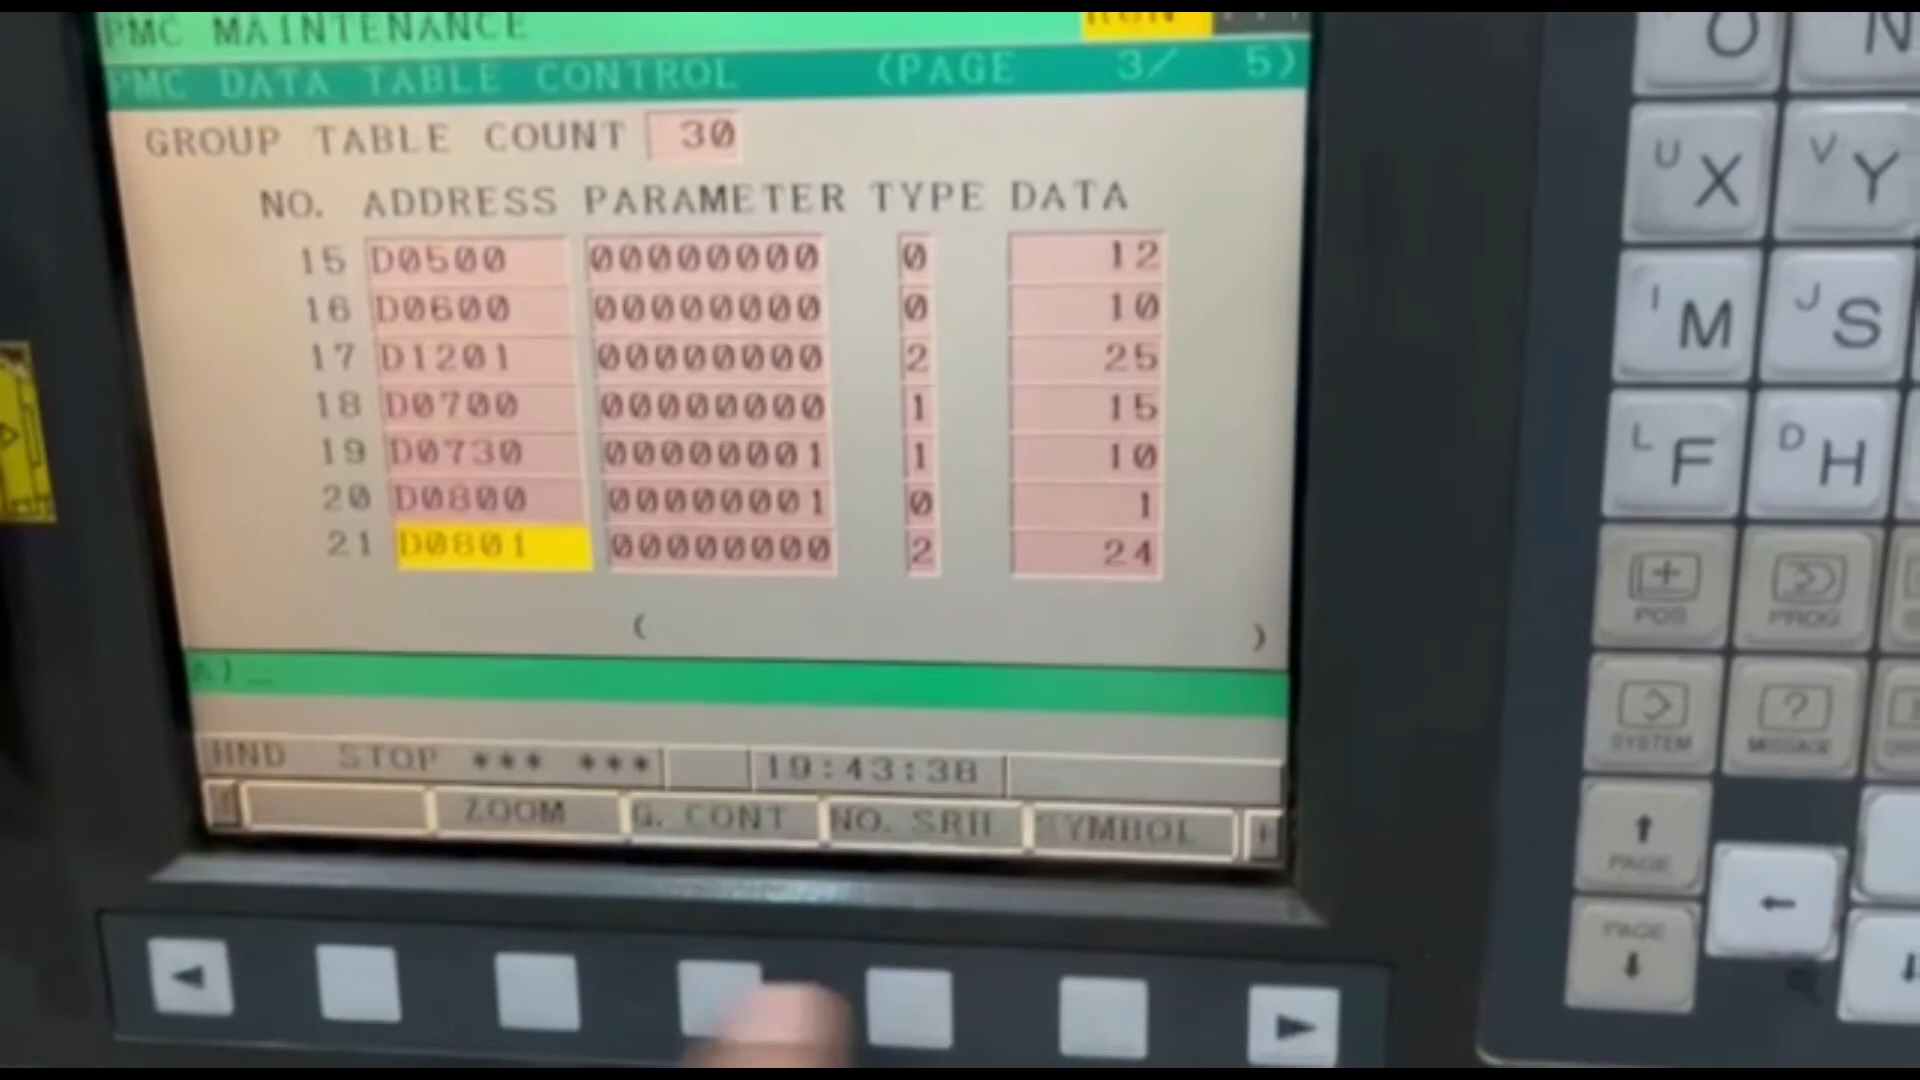 PMC MAINTENANCE RUN
PMC DATA TABLE CONTROL (PAGE 3/ 5)
GROUP TABLE COUNT 30
NO. ADDRESS PARAMETER TYPE DATA
15 D0500 00000000 0 12
16 D0600 00000000 0 10
17 D1201 00000000 2 25
18 D0700 00000000 1 15
19 D0730 00000001 1 10
20 D0800 00000001 0 1
21 D0801 00000000 2 24
( )
A)_
HND STOP *** *** 19:43:38
ZOOM G. CONT NO. SRH SYMBOL +
O N
U X V Y
I M J S
L F D H
POS PROG
SYSTEM MESSAGE
↑ PAGE
←
PAGE ↓